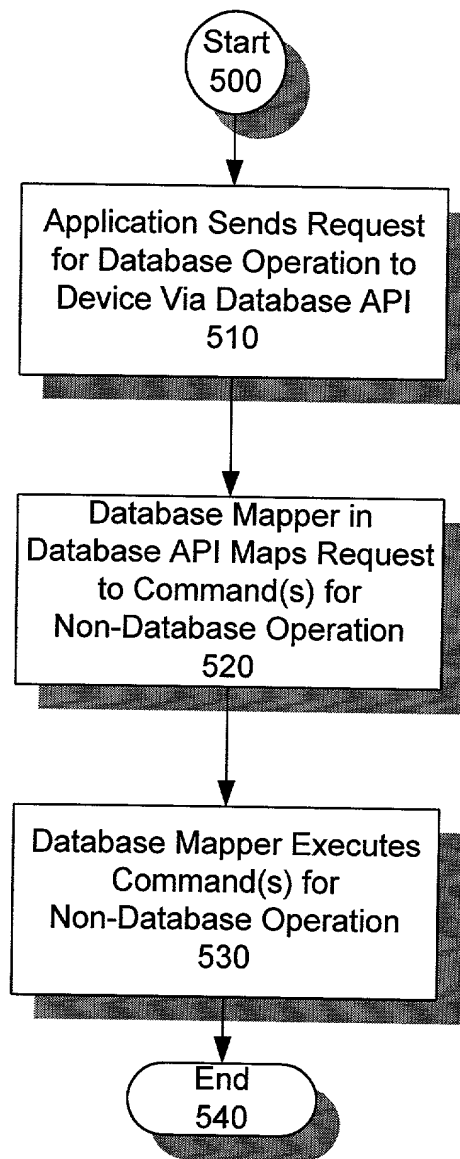 Start
500
Application Sends Request
for Database Operation to
Device Via Database API
510
Database Mapper in
Database API Maps Request
to Command(s) for
Non-Database Operation
520
Database Mapper Executes
Command(s) for
Non-Database Operation
530
End
540